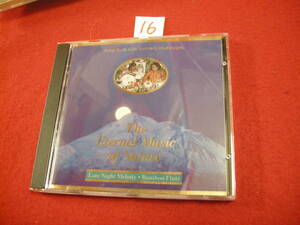 16
The
Eternal Music
of Nature
Late Night Melody • Bamboo Flute